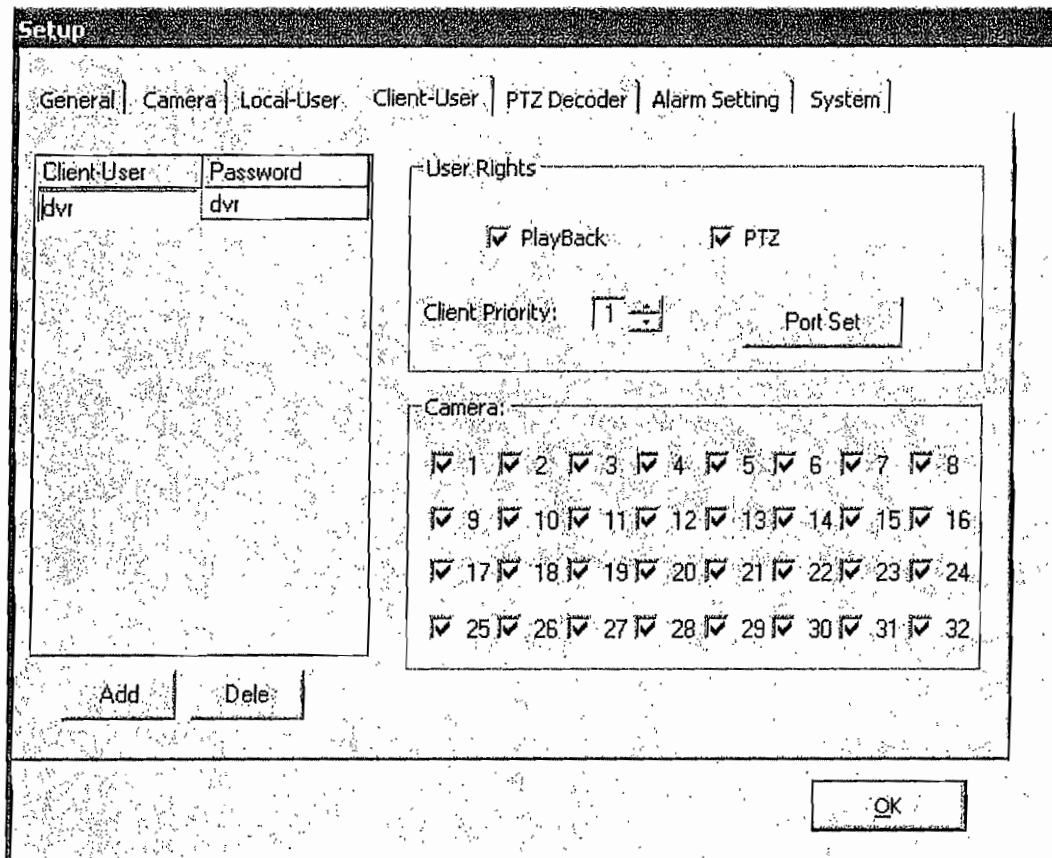 Setup
General Camera Local-User Client-User PTZ Decoder Alarm Setting System
Client-User Password
dvr dvr
User Rights
PlayBack PTZ
Client Priority: 1 Port Set
Camera:
1 2 3 4 5 6 7 8
9 10 11 12 13 14 15 16
17 18 19 20 21 22 23 24
25 26 27 28 29 30 31 32
Add Dele
OK